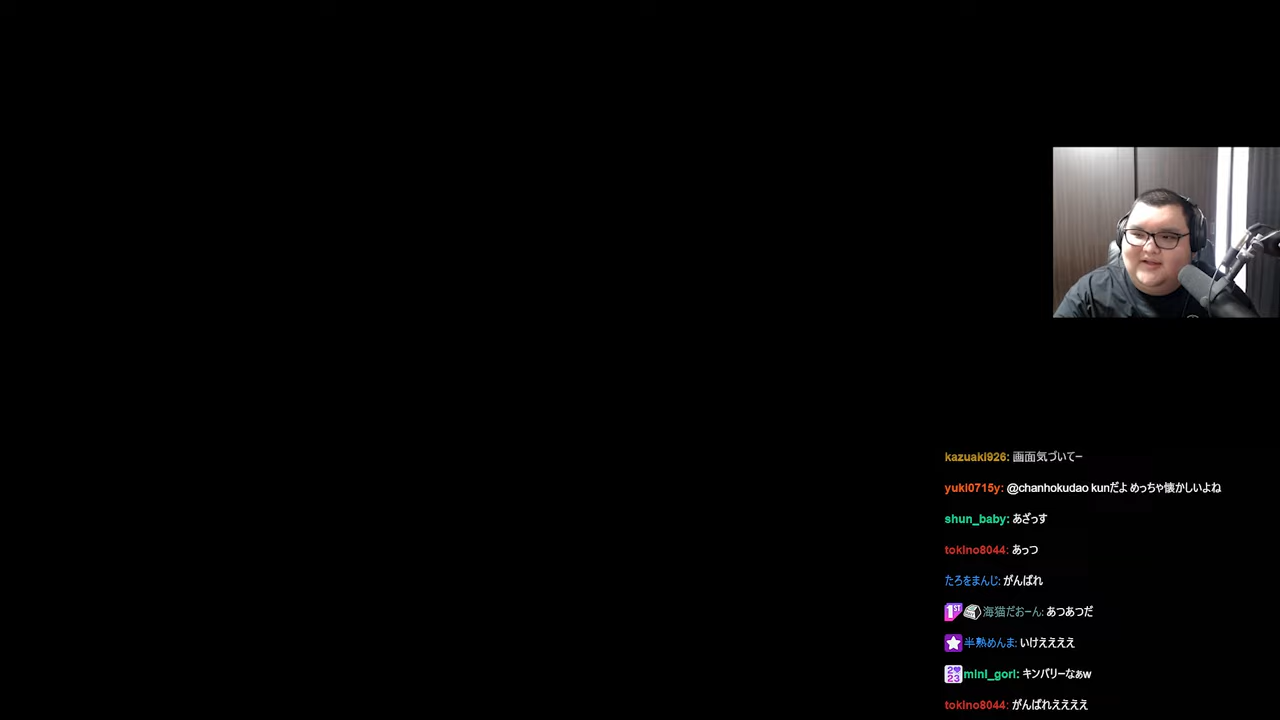 kazuaki926: 画面気づいてー
yuki0715y: @chanhokudao kunだよ めっちゃ懐かしいよね
shun_baby: あざっす
tokino8044: あっつ
たろをまんじ: がんばれ
1ST 海猫だおーん: あつあつだ
半熟めんま: いけええええ
2023 mini_gori: キンバリーなぁw
tokino8044: がんばれええええ